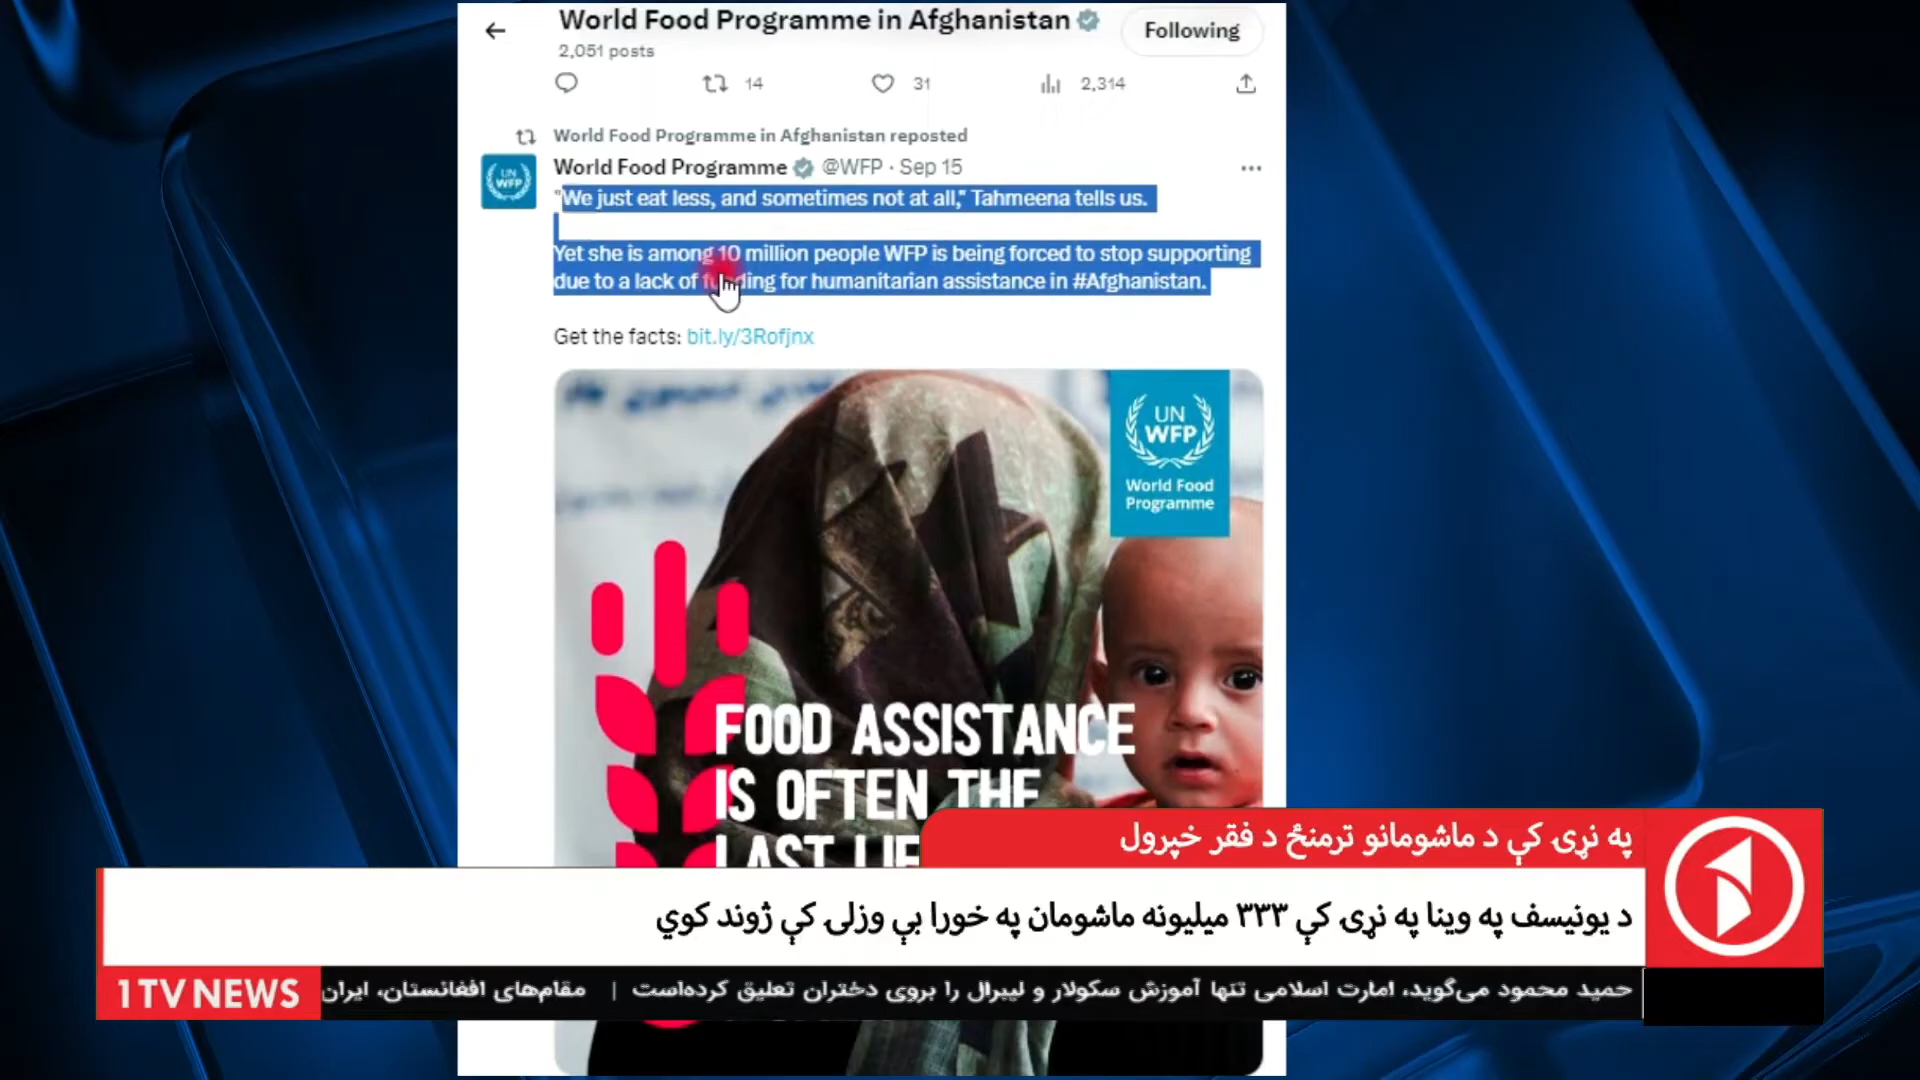 World Food Programme in Afghanistan
Following
2,051 posts
14 31 2,314
World Food Programme in Afghanistan reposted
World Food Programme @WFP · Sep 15
"We just eat less, and sometimes not at all," Tahmeena tells us.
Yet she is among 10 million people WFP is being forced to stop supporting
due to a lack of funding for humanitarian assistance in #Afghanistan.
Get the facts: bit.ly/3Rofjnx
UN
WFP
UN
WFP
World Food
Programme
FOOD ASSISTANCE
IS OFTEN THE
LAST
په نړۍ کې د ماشومانو ترمنځ د فقر خپرول
د یونیسف په وینا په نړۍ کې ۳۳۳ میلیونه ماشومان په خورا بې وزلۍ کې ژوند کوي
1TV NEWS
حمید محمود می‌گوید، امارت اسلامی تنها آموزش سکولار و لیبرال را بروی دختران تعلیق کرده‌است | مقام‌های افغانستان، ایران